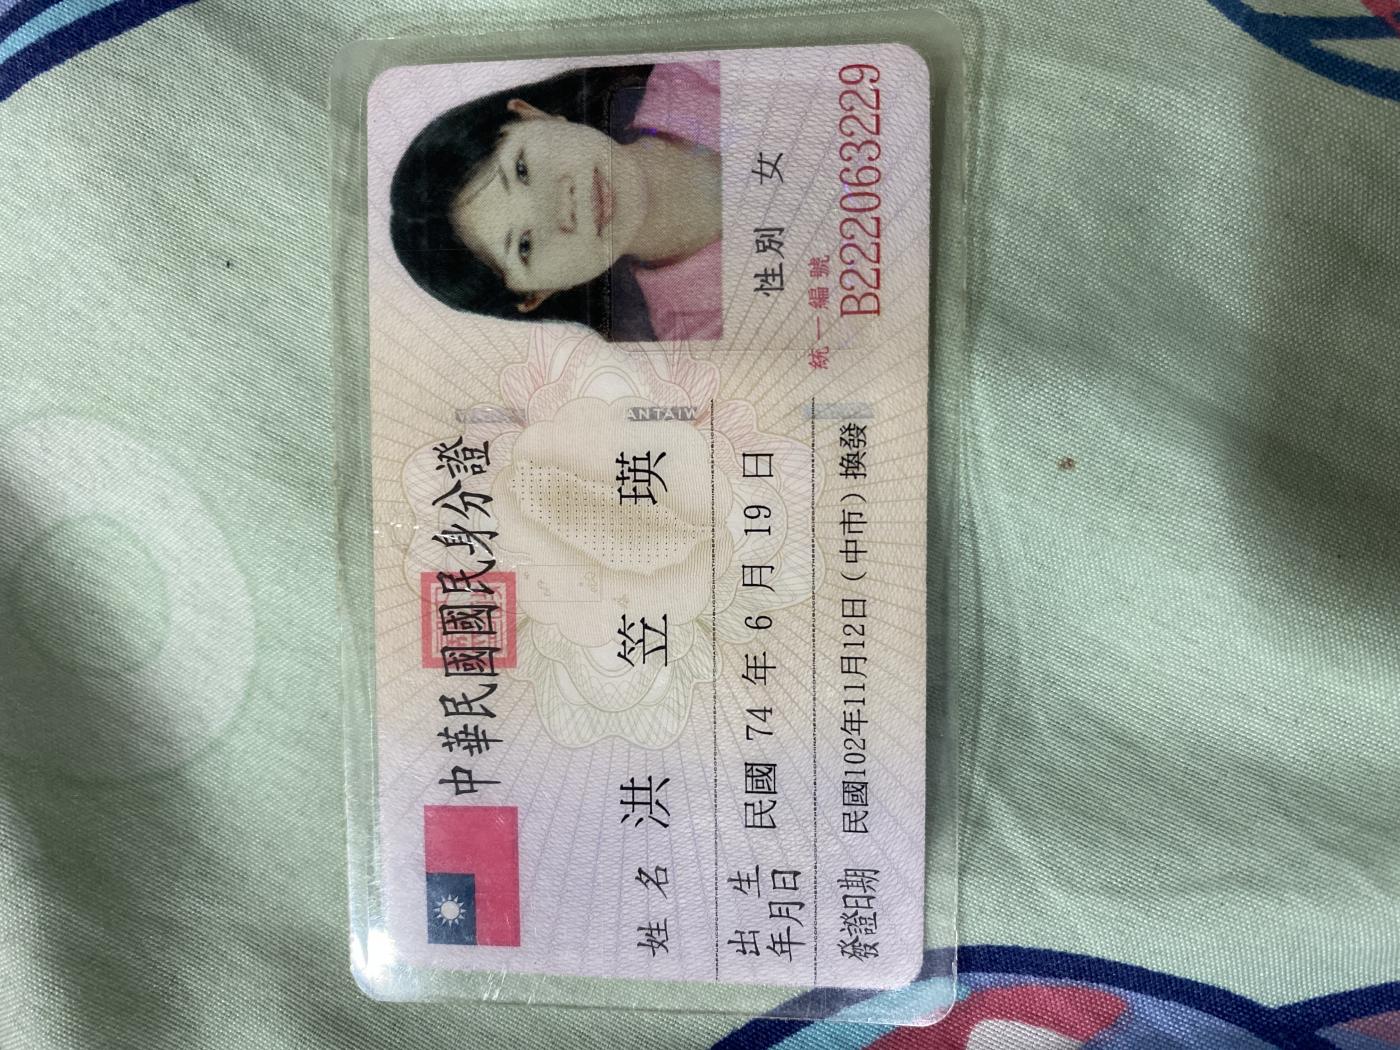 中華民國國民身分證
姓名 洪笠瑛
出生年月日 民國 74 年 6 月 19 日
性別 女
發證日期 民國102年11月12日（中市）換發
統一編號
B222063229